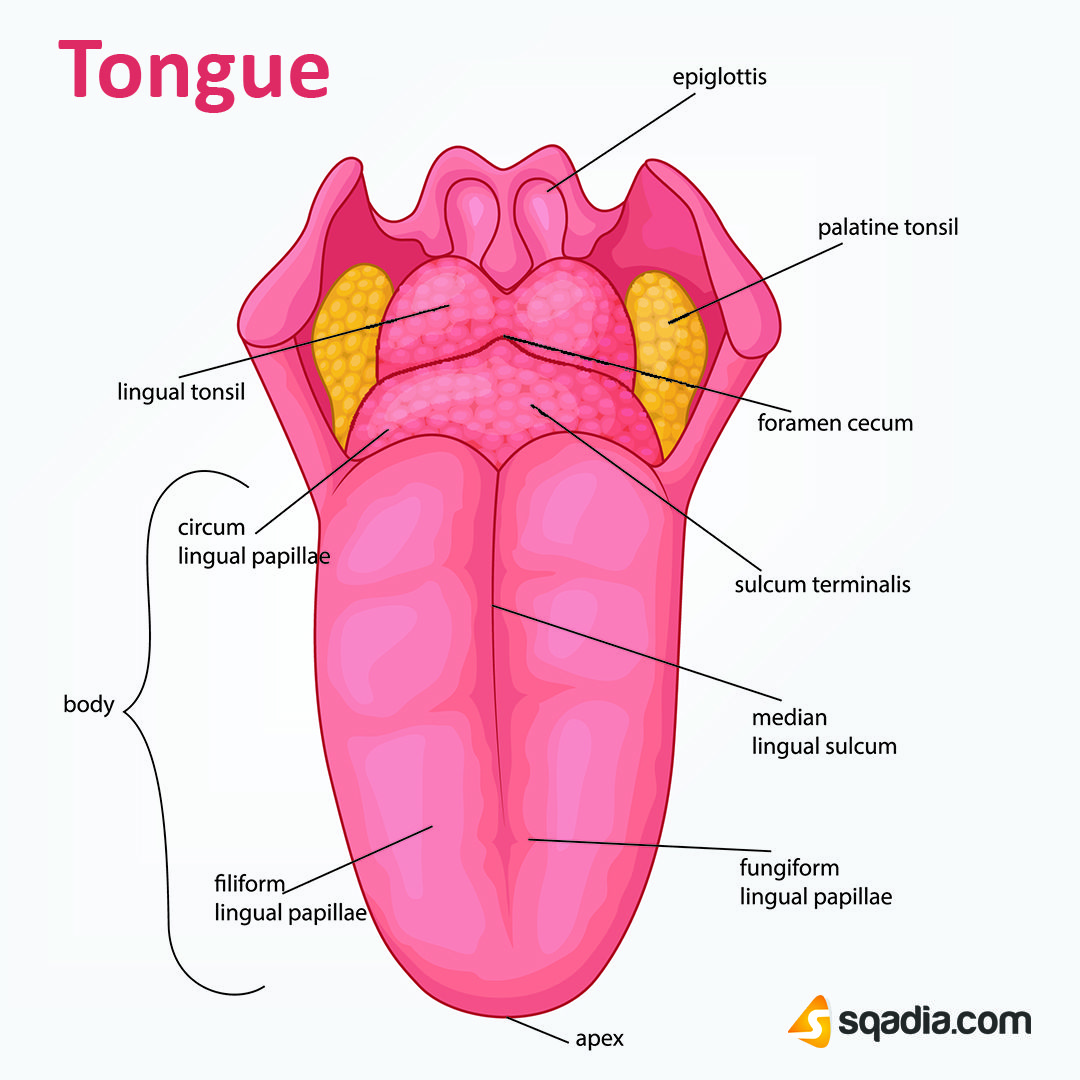 Tongue
epiglottis
palatine tonsil
lingual tonsil
foramen cecum
circum
lingual papillae
sulcum terminalis
body
median
lingual sulcum
filiform
lingual papillae
fungiform
lingual papillae
apex
sqadia.com